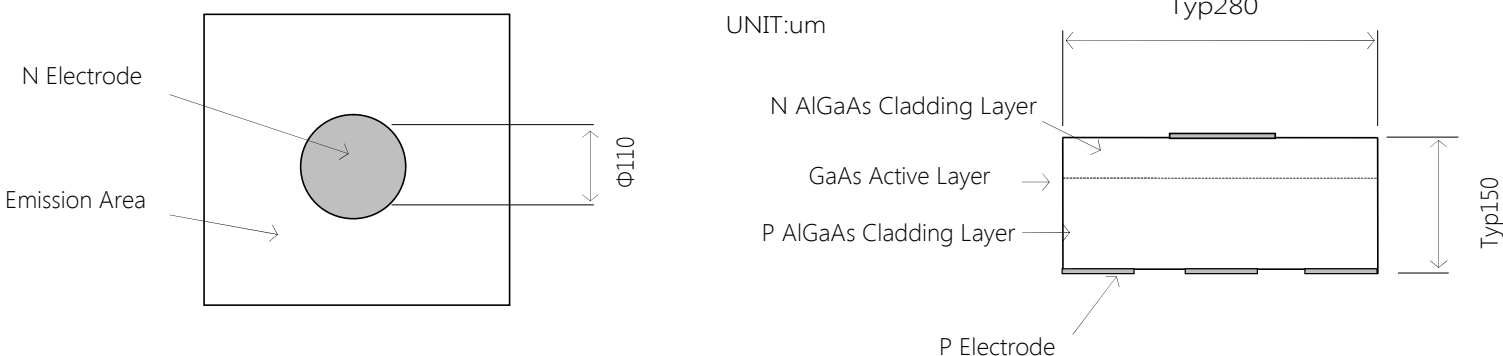 N Electrode
Emission Area
Φ110
UNIT:um
Typ280
N AlGaAs Cladding Layer
GaAs Active Layer
P AlGaAs Cladding Layer
P Electrode
Typ150